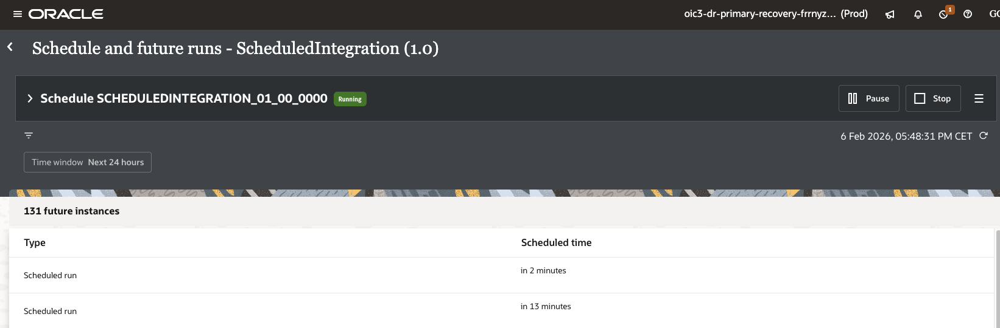 ORACLE oic3-dr-primary-recovery-frrnyz... (Prod) 1
Schedule and future runs - ScheduledIntegration (1.0)
Schedule SCHEDULEDINTEGRATION_01_00_0000 Running Pause Stop
6 Feb 2026, 05:48:31 PM CET
Time window Next 24 hours
131 future instances
Type Scheduled time
Scheduled run in 2 minutes
Scheduled run in 13 minutes